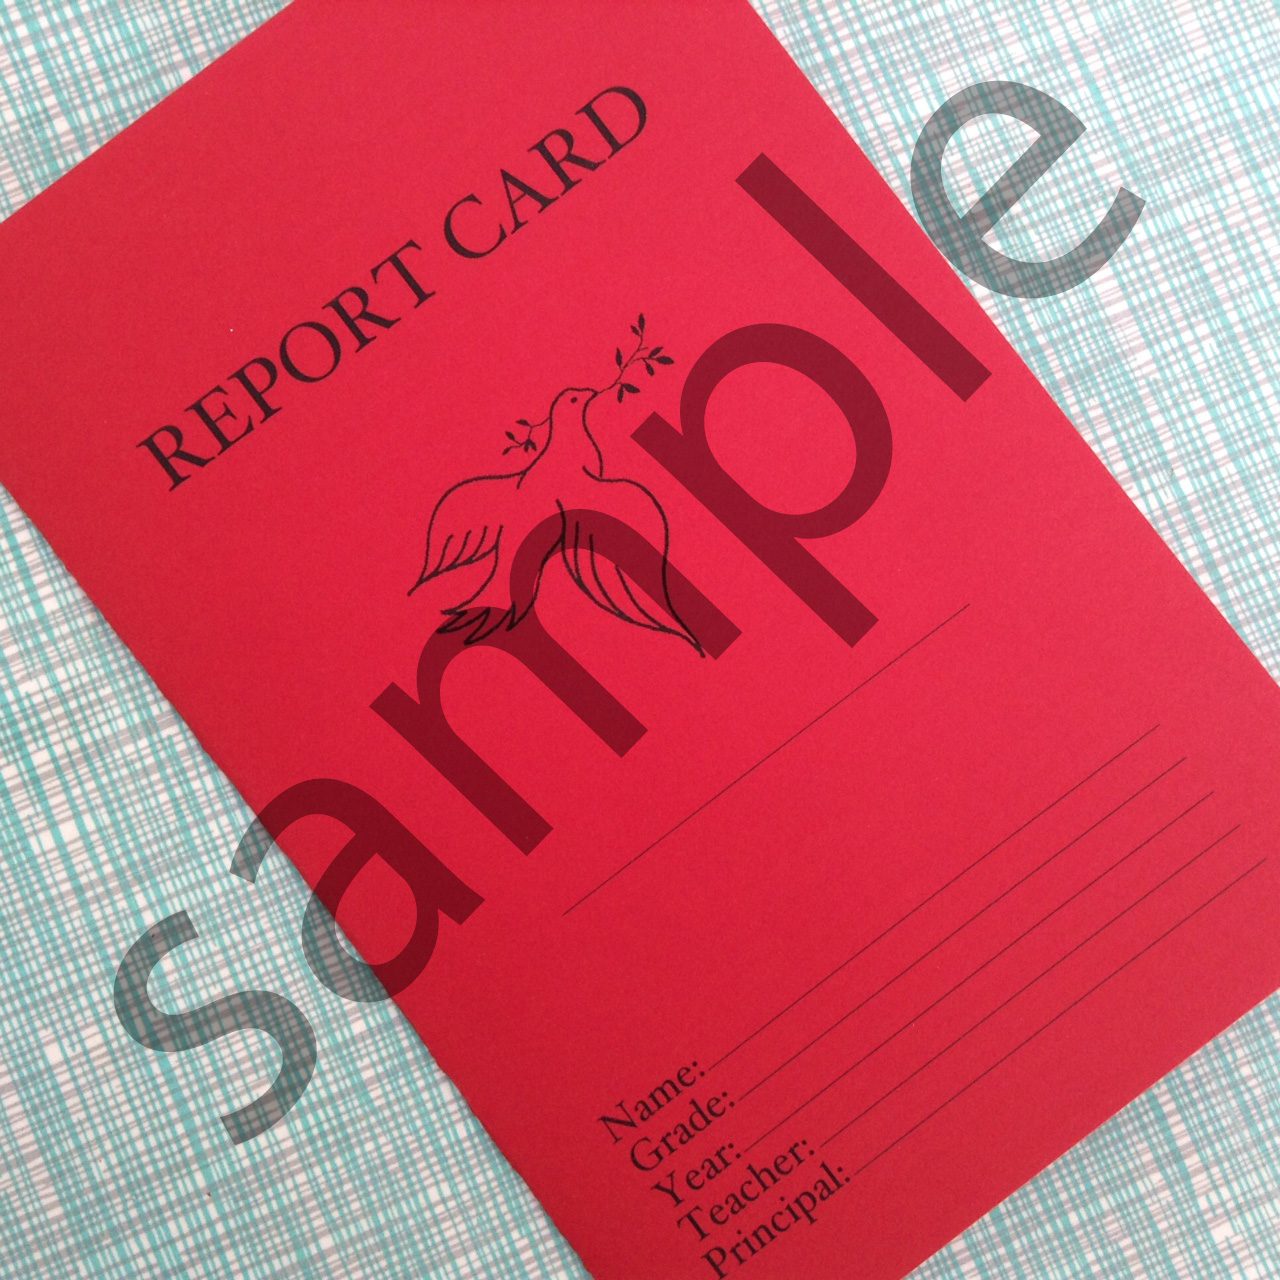 REPORT CARD
sample
Name:
Grade:
Year:
Teacher:
Principal: